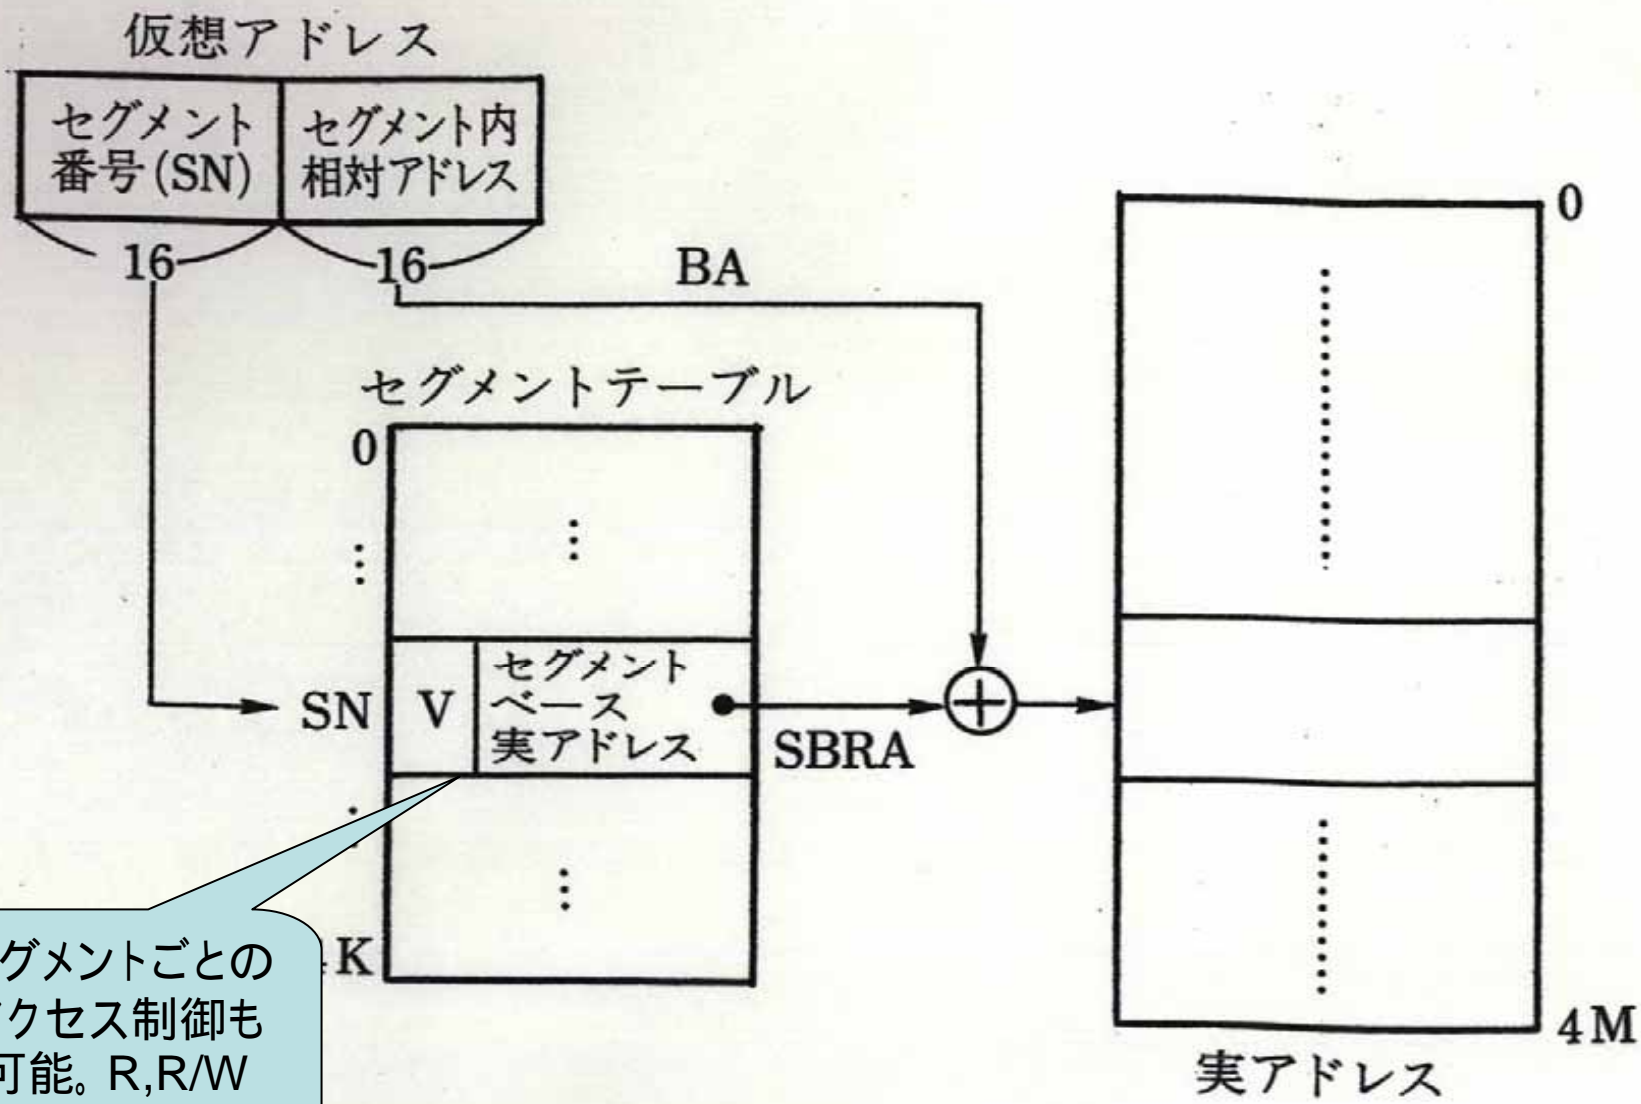 仮想アドレス
セグメント
番号(SN)
セグメント内
相対アドレス
16
16
BA
0
セグメントテーブル
0
SN
V
セグメント
ベース
実アドレス
SBRA
K
グメントごとの
クセス制御も
可能。R,R/W
4M
実アドレス